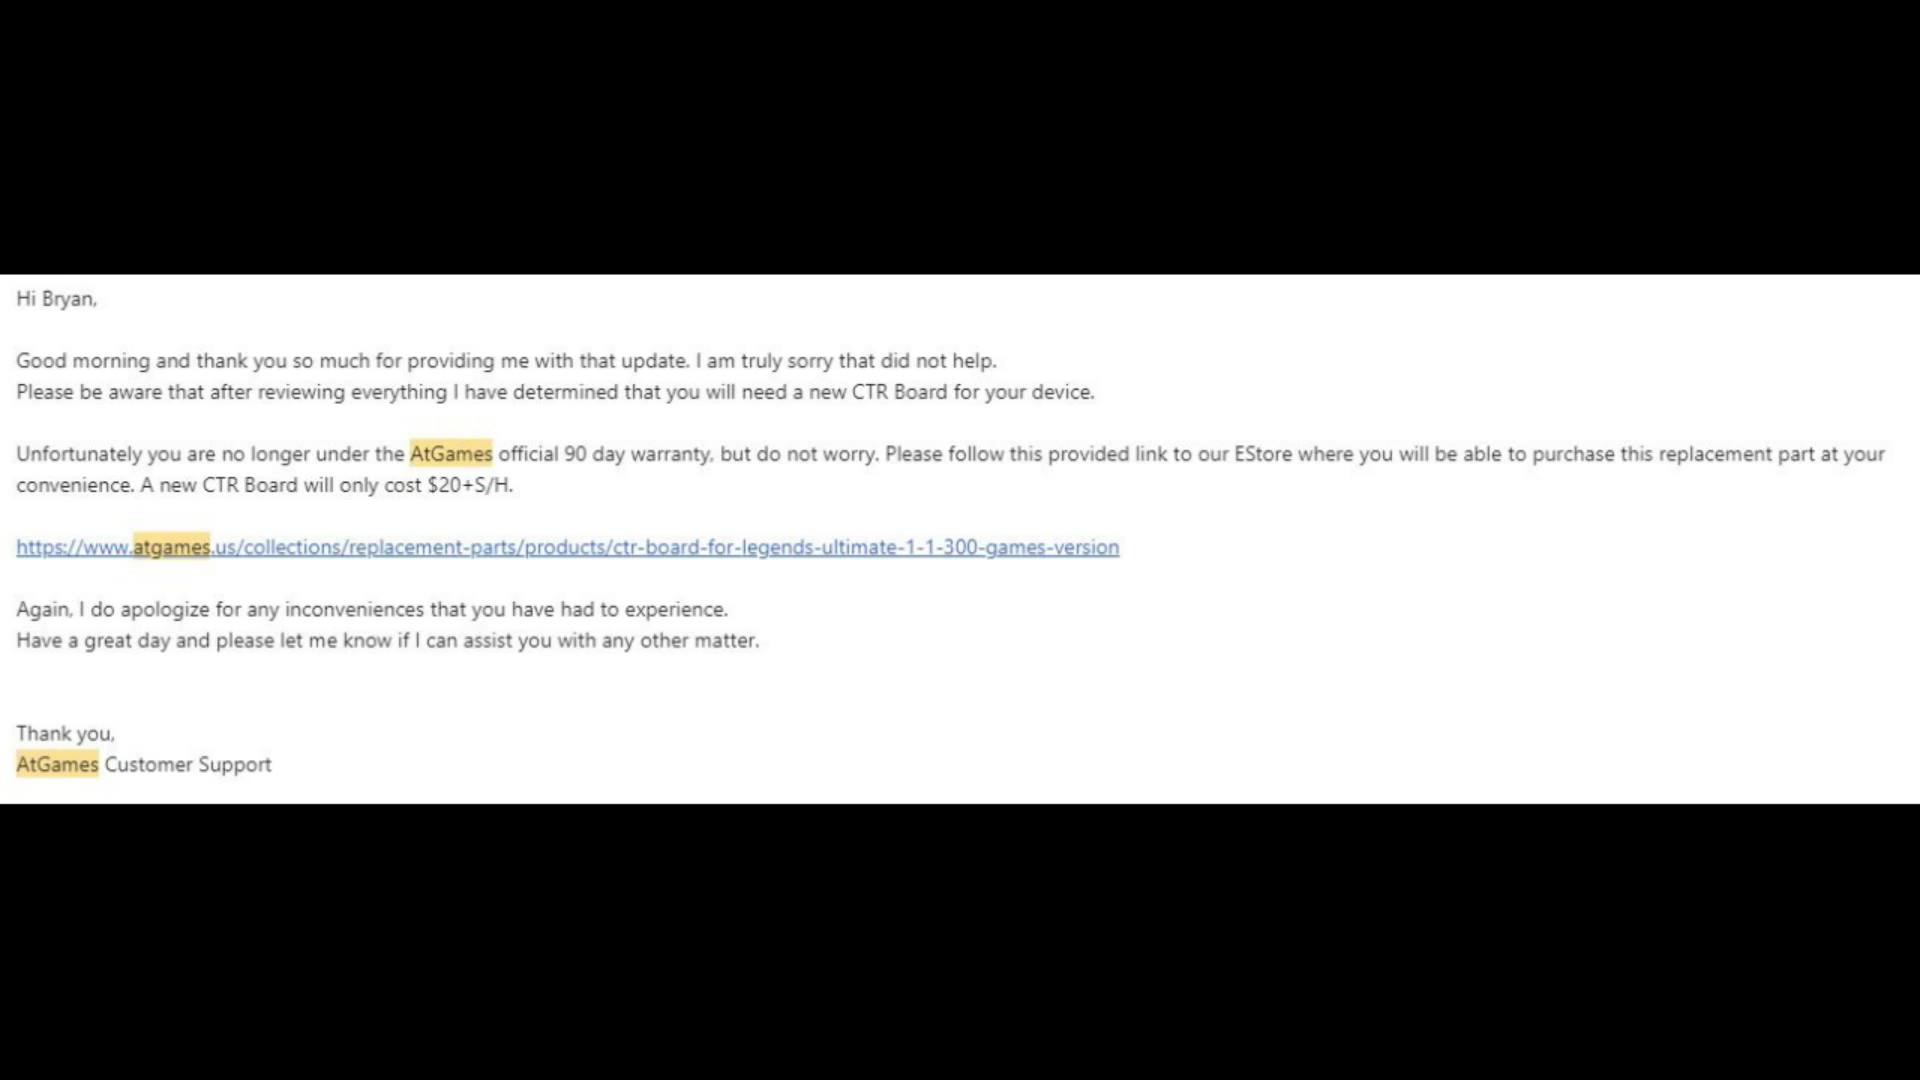 Hi Bryan,
Good morning and thank you so much for providing me with that update. I am truly sorry that did not help.
Please be aware that after reviewing everything I have determined that you will need a new CTR Board for your device.
Unfortunately you are no longer under the AtGames official 90 day warranty, but do not worry. Please follow this provided link to our EStore where you will be able to purchase this replacement part at your
convenience. A new CTR Board will only cost $20+S/H.
https://www.atgames.us/collections/replacement-parts/products/ctr-board-for-legends-ultimate-1-1-300-games-version
Again, I do apologize for any inconveniences that you have had to experience.
Have a great day and please let me know if I can assist you with any other matter.
Thank you,
AtGames Customer Support